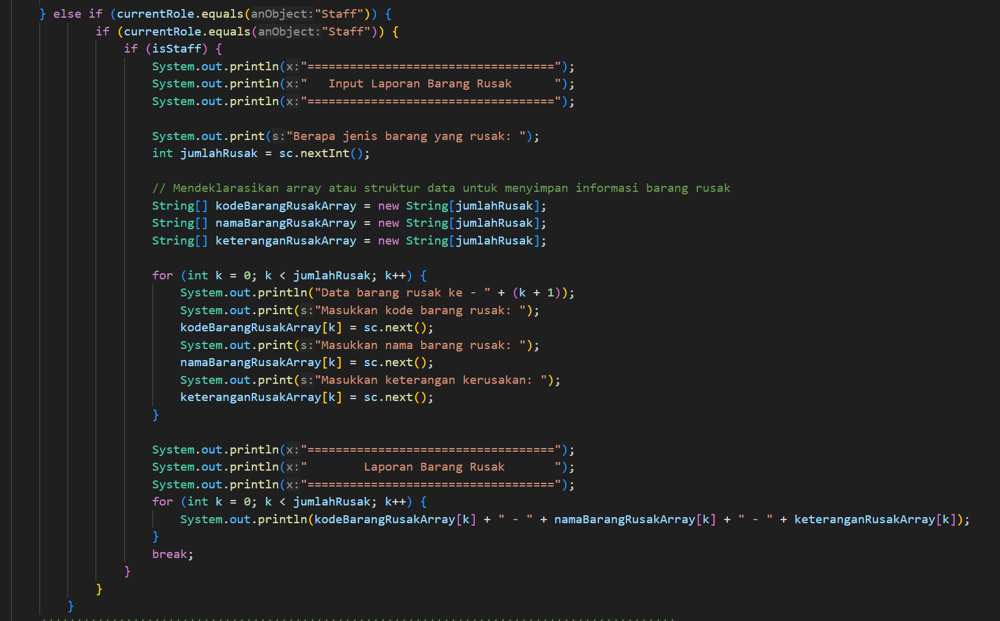 } else if (currentRole.equals(anObject:"Staff")) {
if (currentRole.equals(anObject:"Staff")) {
if (isStaff) {
System.out.println(x:"===================================");
System.out.println(x:"   Input Laporan Barang Rusak      ");
System.out.println(x:"===================================");
System.out.print(s:"Berapa jenis barang yang rusak: ");
int jumlahRusak = sc.nextInt();
// Mendeklarasikan array atau struktur data untuk menyimpan informasi barang rusak
String[] kodeBarangRusakArray = new String[jumlahRusak];
String[] namaBarangRusakArray = new String[jumlahRusak];
String[] keteranganRusakArray = new String[jumlahRusak];
for (int k = 0; k < jumlahRusak; k++) {
System.out.println("Data barang rusak ke - " + (k + 1));
System.out.print(s:"Masukkan kode barang rusak: ");
kodeBarangRusakArray[k] = sc.next();
System.out.print(s:"Masukkan nama barang rusak: ");
namaBarangRusakArray[k] = sc.next();
System.out.print(s:"Masukkan keterangan kerusakan: ");
keteranganRusakArray[k] = sc.next();
}
System.out.println(x:"===================================");
System.out.println(x:"        Laporan Barang Rusak       ");
System.out.println(x:"===================================");
for (int k = 0; k < jumlahRusak; k++) {
System.out.println(kodeBarangRusakArray[k] + " - " + namaBarangRusakArray[k] + " - " + keteranganRusakArray[k]);
}
break;
}
}
}